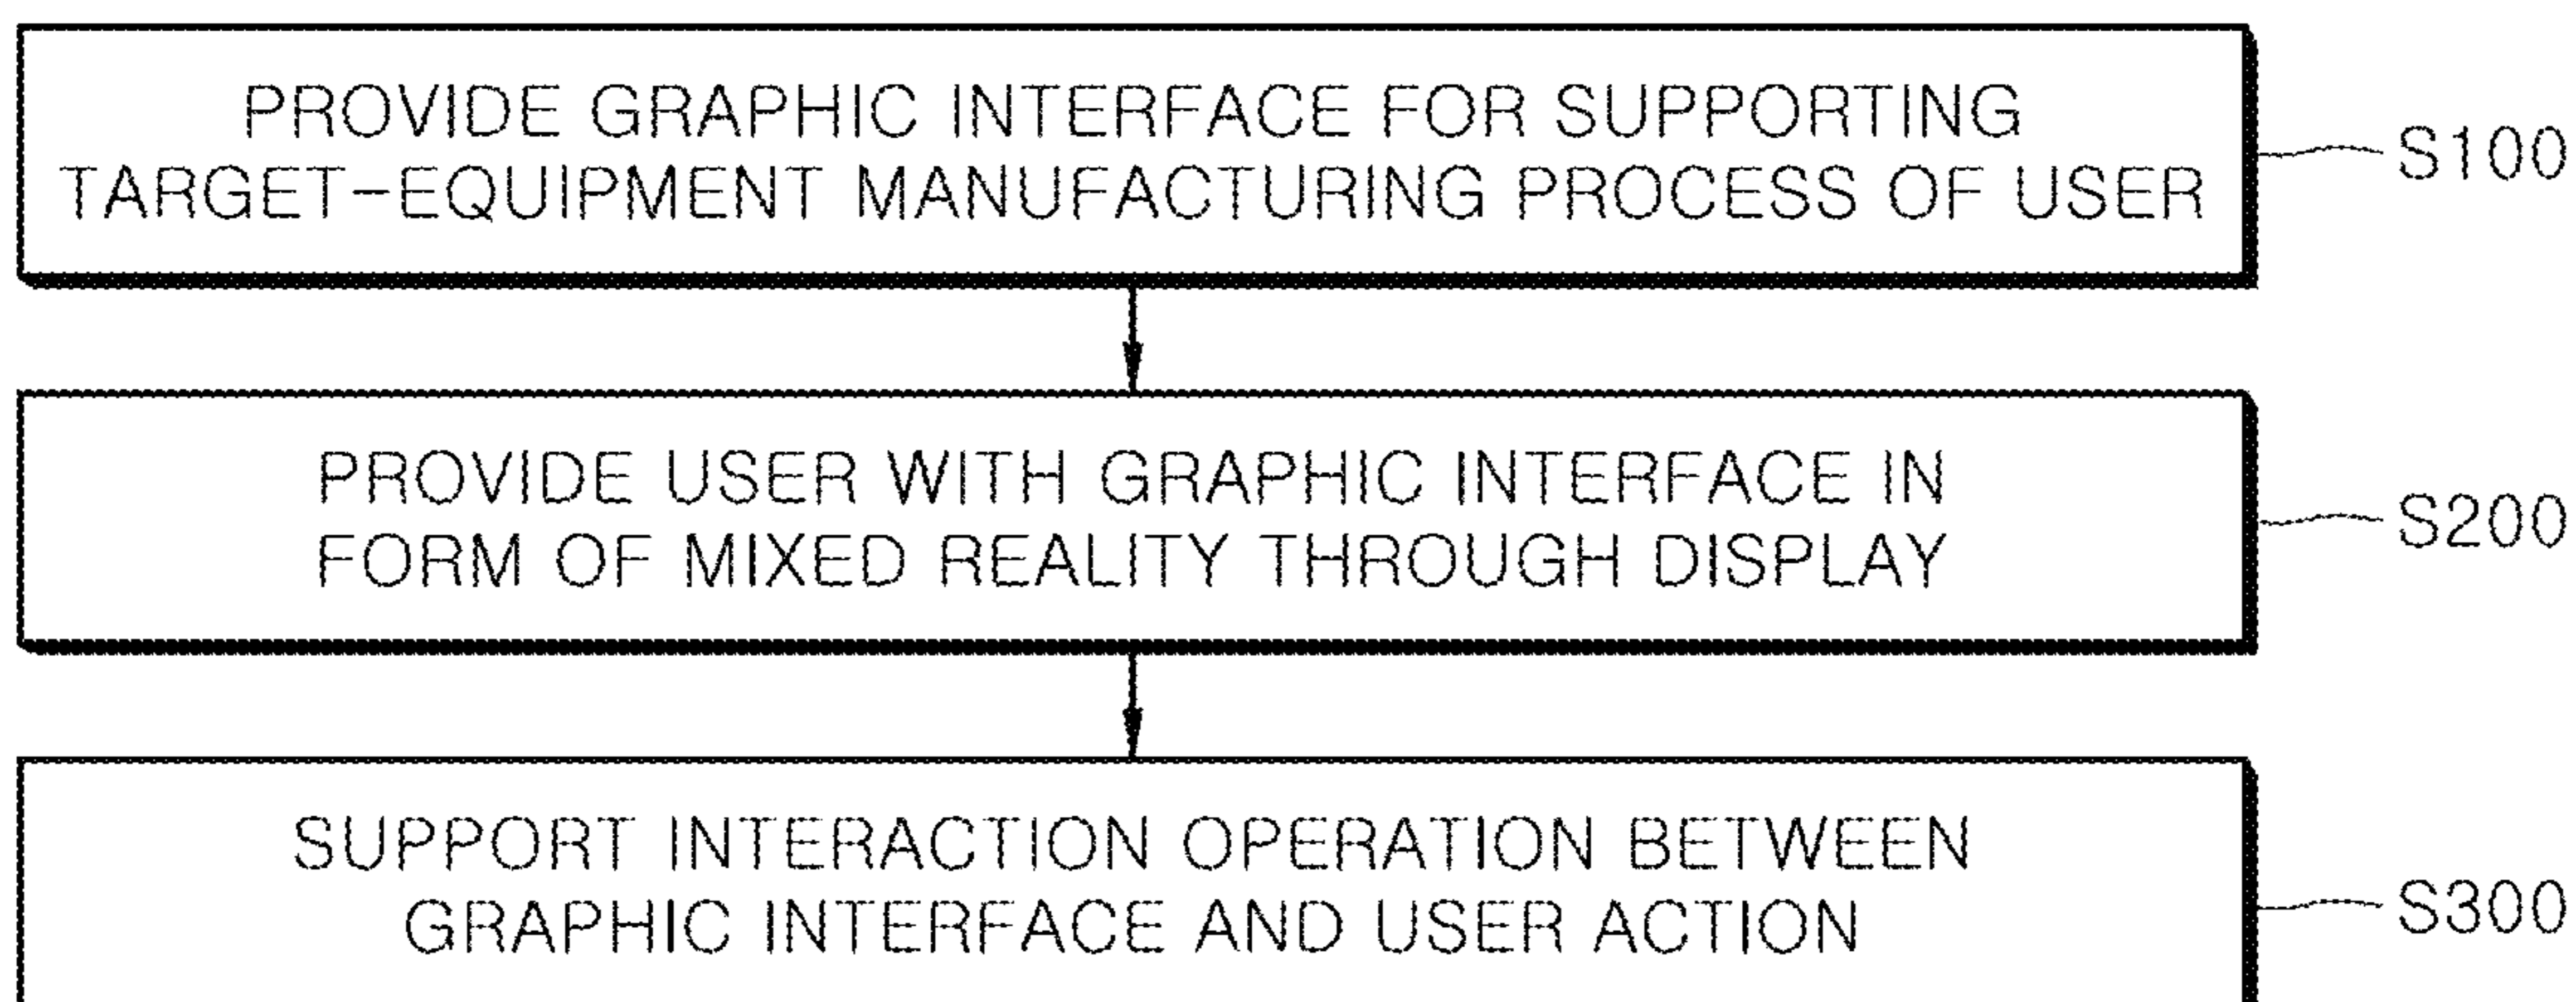 PROVIDE GRAPHIC INTERFACE FOR SUPPORTING
TARGET-EQUIPMENT MANUFACTURING PROCESS OF USER
S100
PROVIDE USER WITH GRAPHIC INTERFACE IN
FORM OF MIXED REALITY THROUGH DISPLAY
S200
SUPPORT INTERACTION OPERATION BETWEEN
GRAPHIC INTERFACE AND USER ACTION
S300